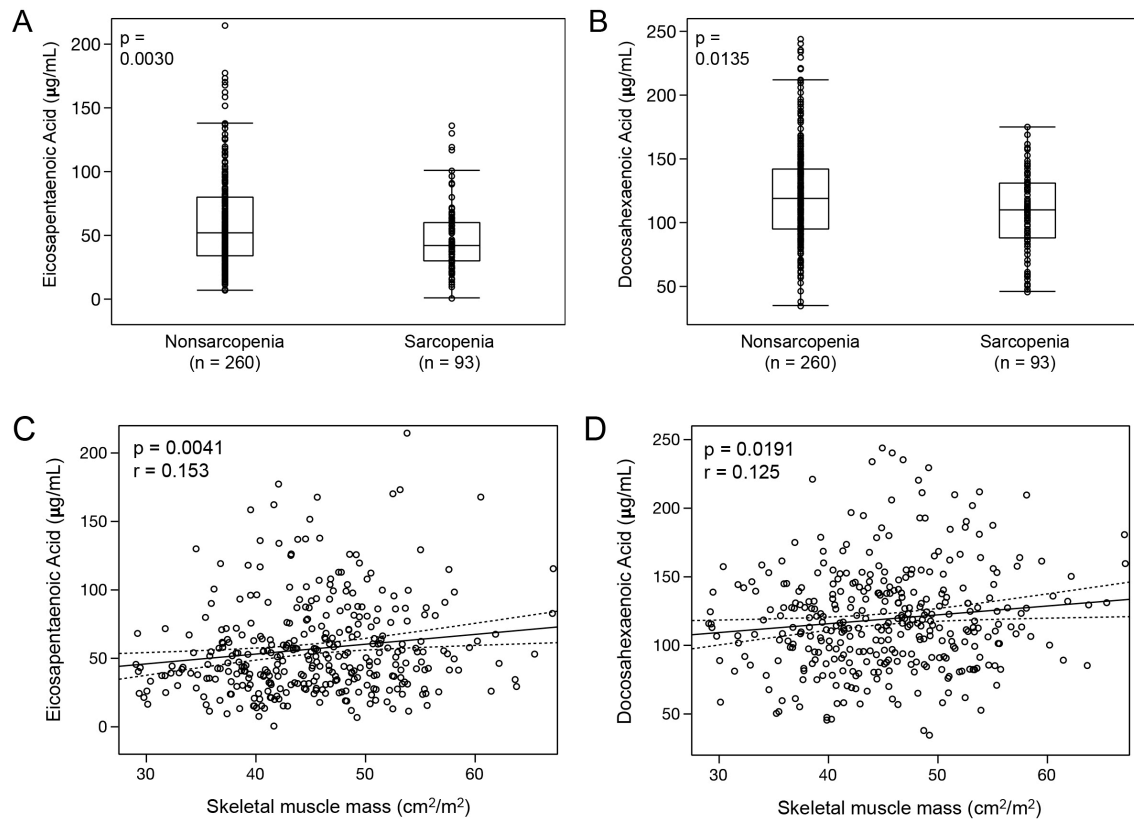 A
Eicosapentaenoic Acid (µg/mL)
200
150
100
50
0
p =
0.0030
Nonsarcopenia
(n = 260)
Sarcopenia
(n = 93)
B
Docosahexaenoic Acid (µg/mL)
250
200
150
100
50
p =
0.0135
Nonsarcopenia
(n = 260)
Sarcopenia
(n = 93)
C
Eicosapentaenoic Acid (µg/mL)
200
150
100
50
0
p = 0.0041
r = 0.153
30 40 50 60
Skeletal muscle mass (cm²/m²)
D
Docosahexaenoic Acid (µg/mL)
250
200
150
100
50
p = 0.0191
r = 0.125
30 40 50 60
Skeletal muscle mass (cm²/m²)